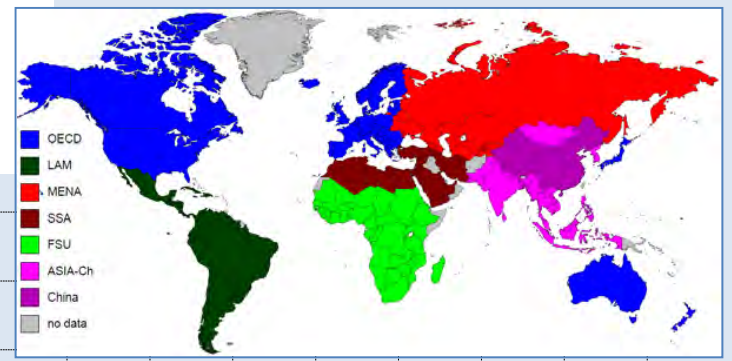 OECD
LAM
MENA
SSA
FSU
ASIA-Ch
China
no data